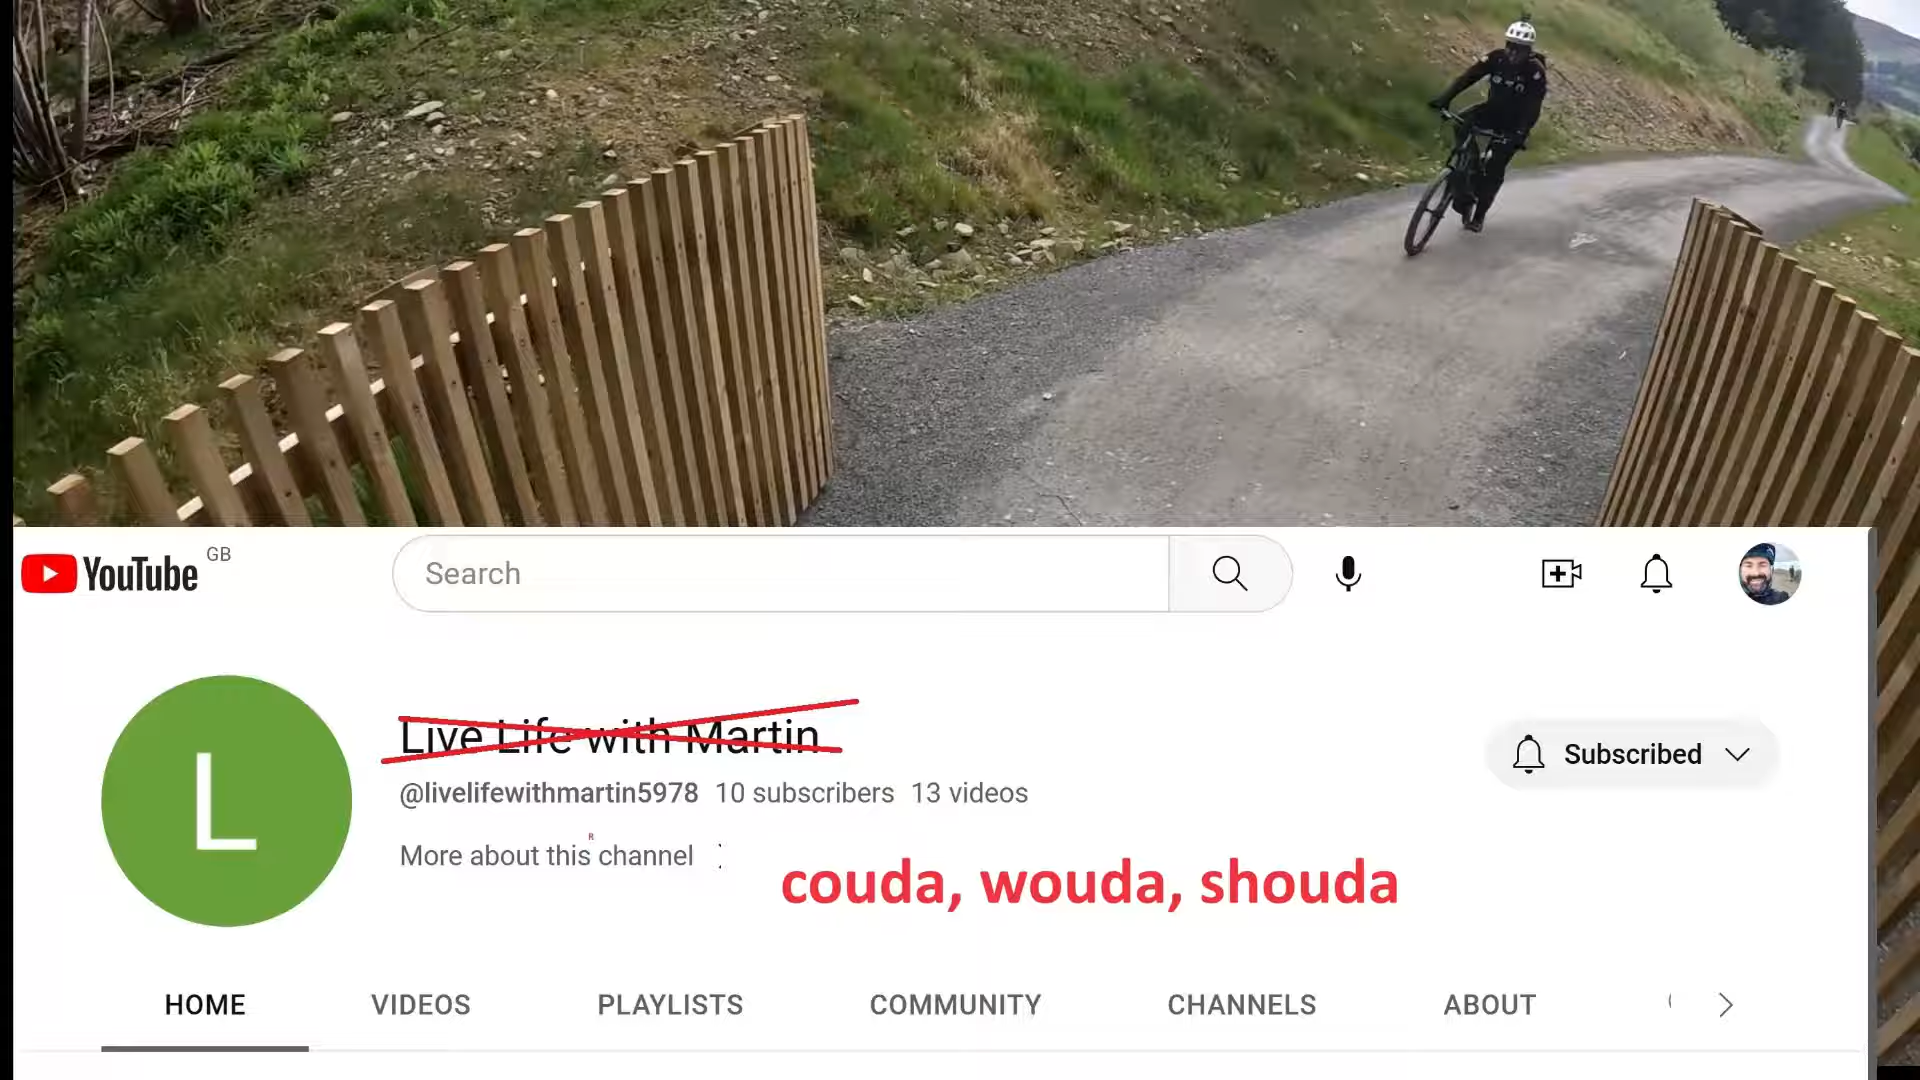 YouTube GB
Search
Live Life with Martin
@livelifewithmartin5978 10 subscribers 13 videos
R
More about this channel
couda, wouda, shouda
L
HOME VIDEOS PLAYLISTS COMMUNITY CHANNELS ABOUT
Subscribed